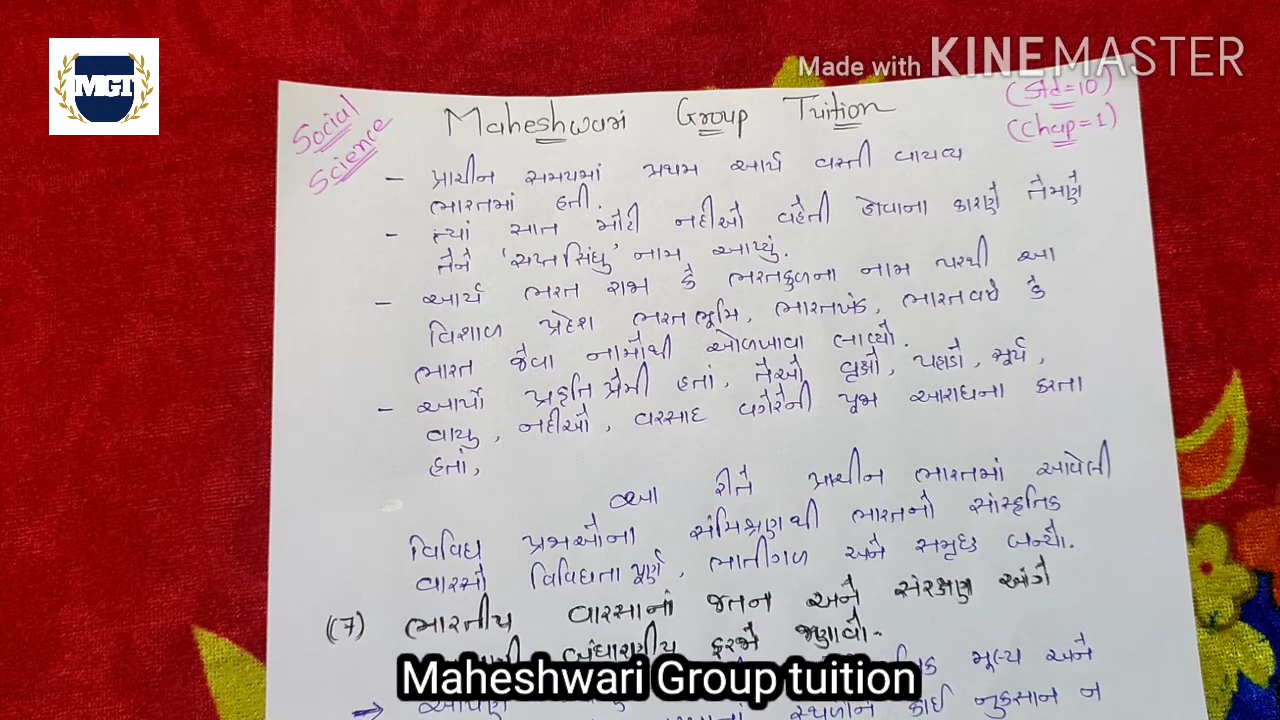 MGT
Made with KINEMASTER
Social
Science
Maheshwari Group Tuition
(Std=10)
(Chap=1)
- પ્રાચીન સમયમાં પ્રથમ આર્ય વસ્તી વાયવ્ય
ભારતમાં હતી.
- ત્યાં સાત મોટી નદીઓ વહેતી હોવાના કારણે તેમણે
તેને 'સપ્તસિંધુ' નામ આપ્યું.
- આર્ય ભરત રાજા કે ભરતકુળના નામ પરથી આ
વિશાળ પ્રદેશ ભરતભૂમિ, ભારતખંડ, ભારતવર્ષ કે
ભારત જેવા નામોથી ઓળખાવા લાગ્યો.
- આર્યો પ્રકૃતિ પ્રેમી હતાં, તેઓ વૃક્ષો, પહાડો, સૂર્ય,
વાયુ, નદીઓ, વરસાદ વગેરેની પૂજા આરાધના કરતા
હતાં,
આ રીતે પ્રાચીન ભારતમાં આવેલી
વિવિધ પ્રજાઓના સંમિશ્રણથી ભારતનો સાંસ્કૃતિક
વારસો વિવિધતાપૂર્ણ, ભાતીગળ અને સમૃદ્ધ બન્યો.
(7) ભારતીય વારસાનાં જતન અને સંરક્ષણ અંગે
બંધારણીય ફરજો જણાવો-
મૂલ્ય અને
→ આપણા સ્થળોને કોઈ નુકસાન ન
Maheshwari Group tuition